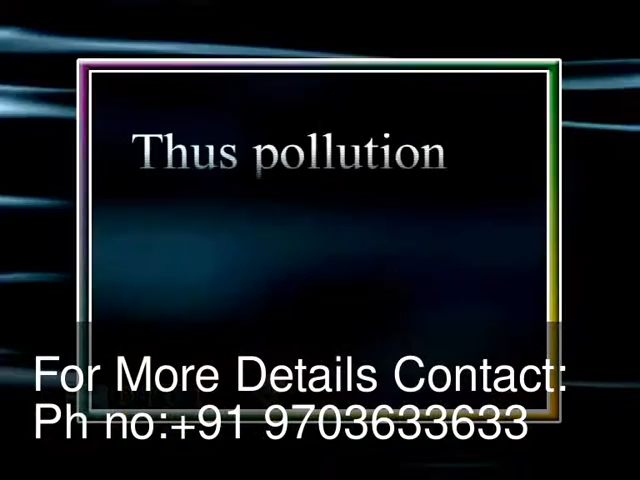 Thus pollution
For More Details Contact:
Ph no:+91 9703633633